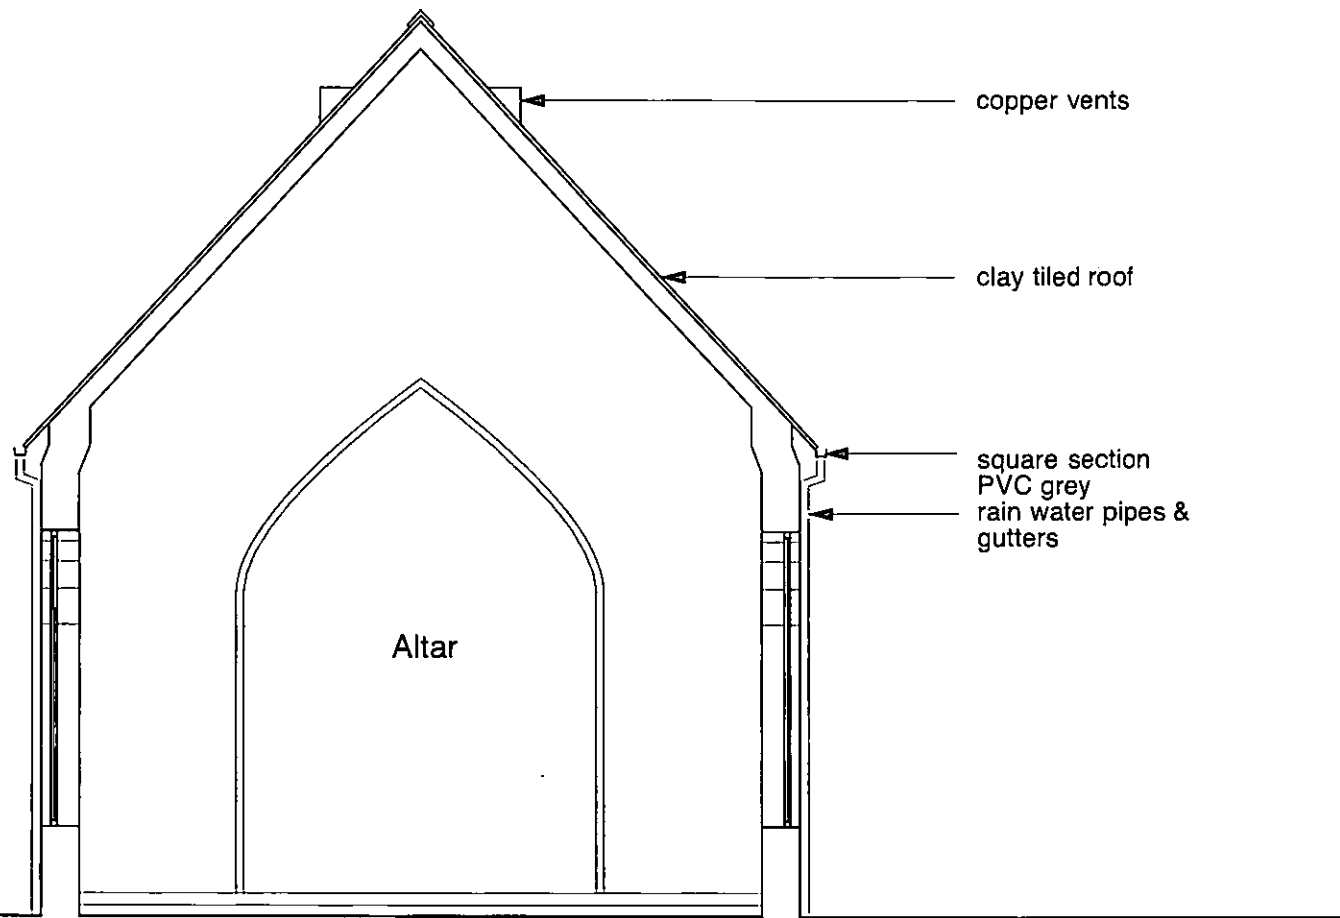 copper vents
clay tiled roof
square section
PVC grey
rain water pipes &
gutters
Altar